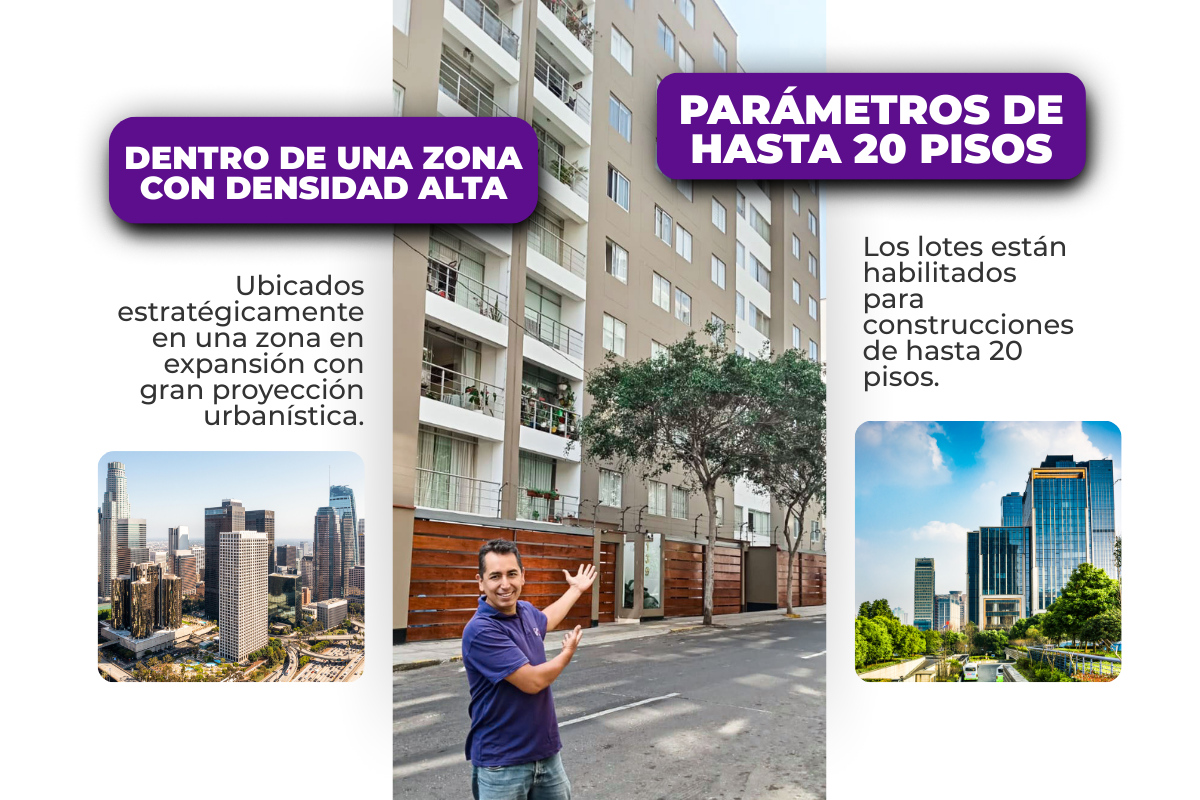 DENTRO DE UNA ZONA
CON DENSIDAD ALTA
Ubicados
estratégicamente
en una zona en
expansión con
gran proyección
urbanística.
PARÁMETROS DE
HASTA 20 PISOS
Los lotes están
habilitados
para
construcciones
de hasta 20
pisos.